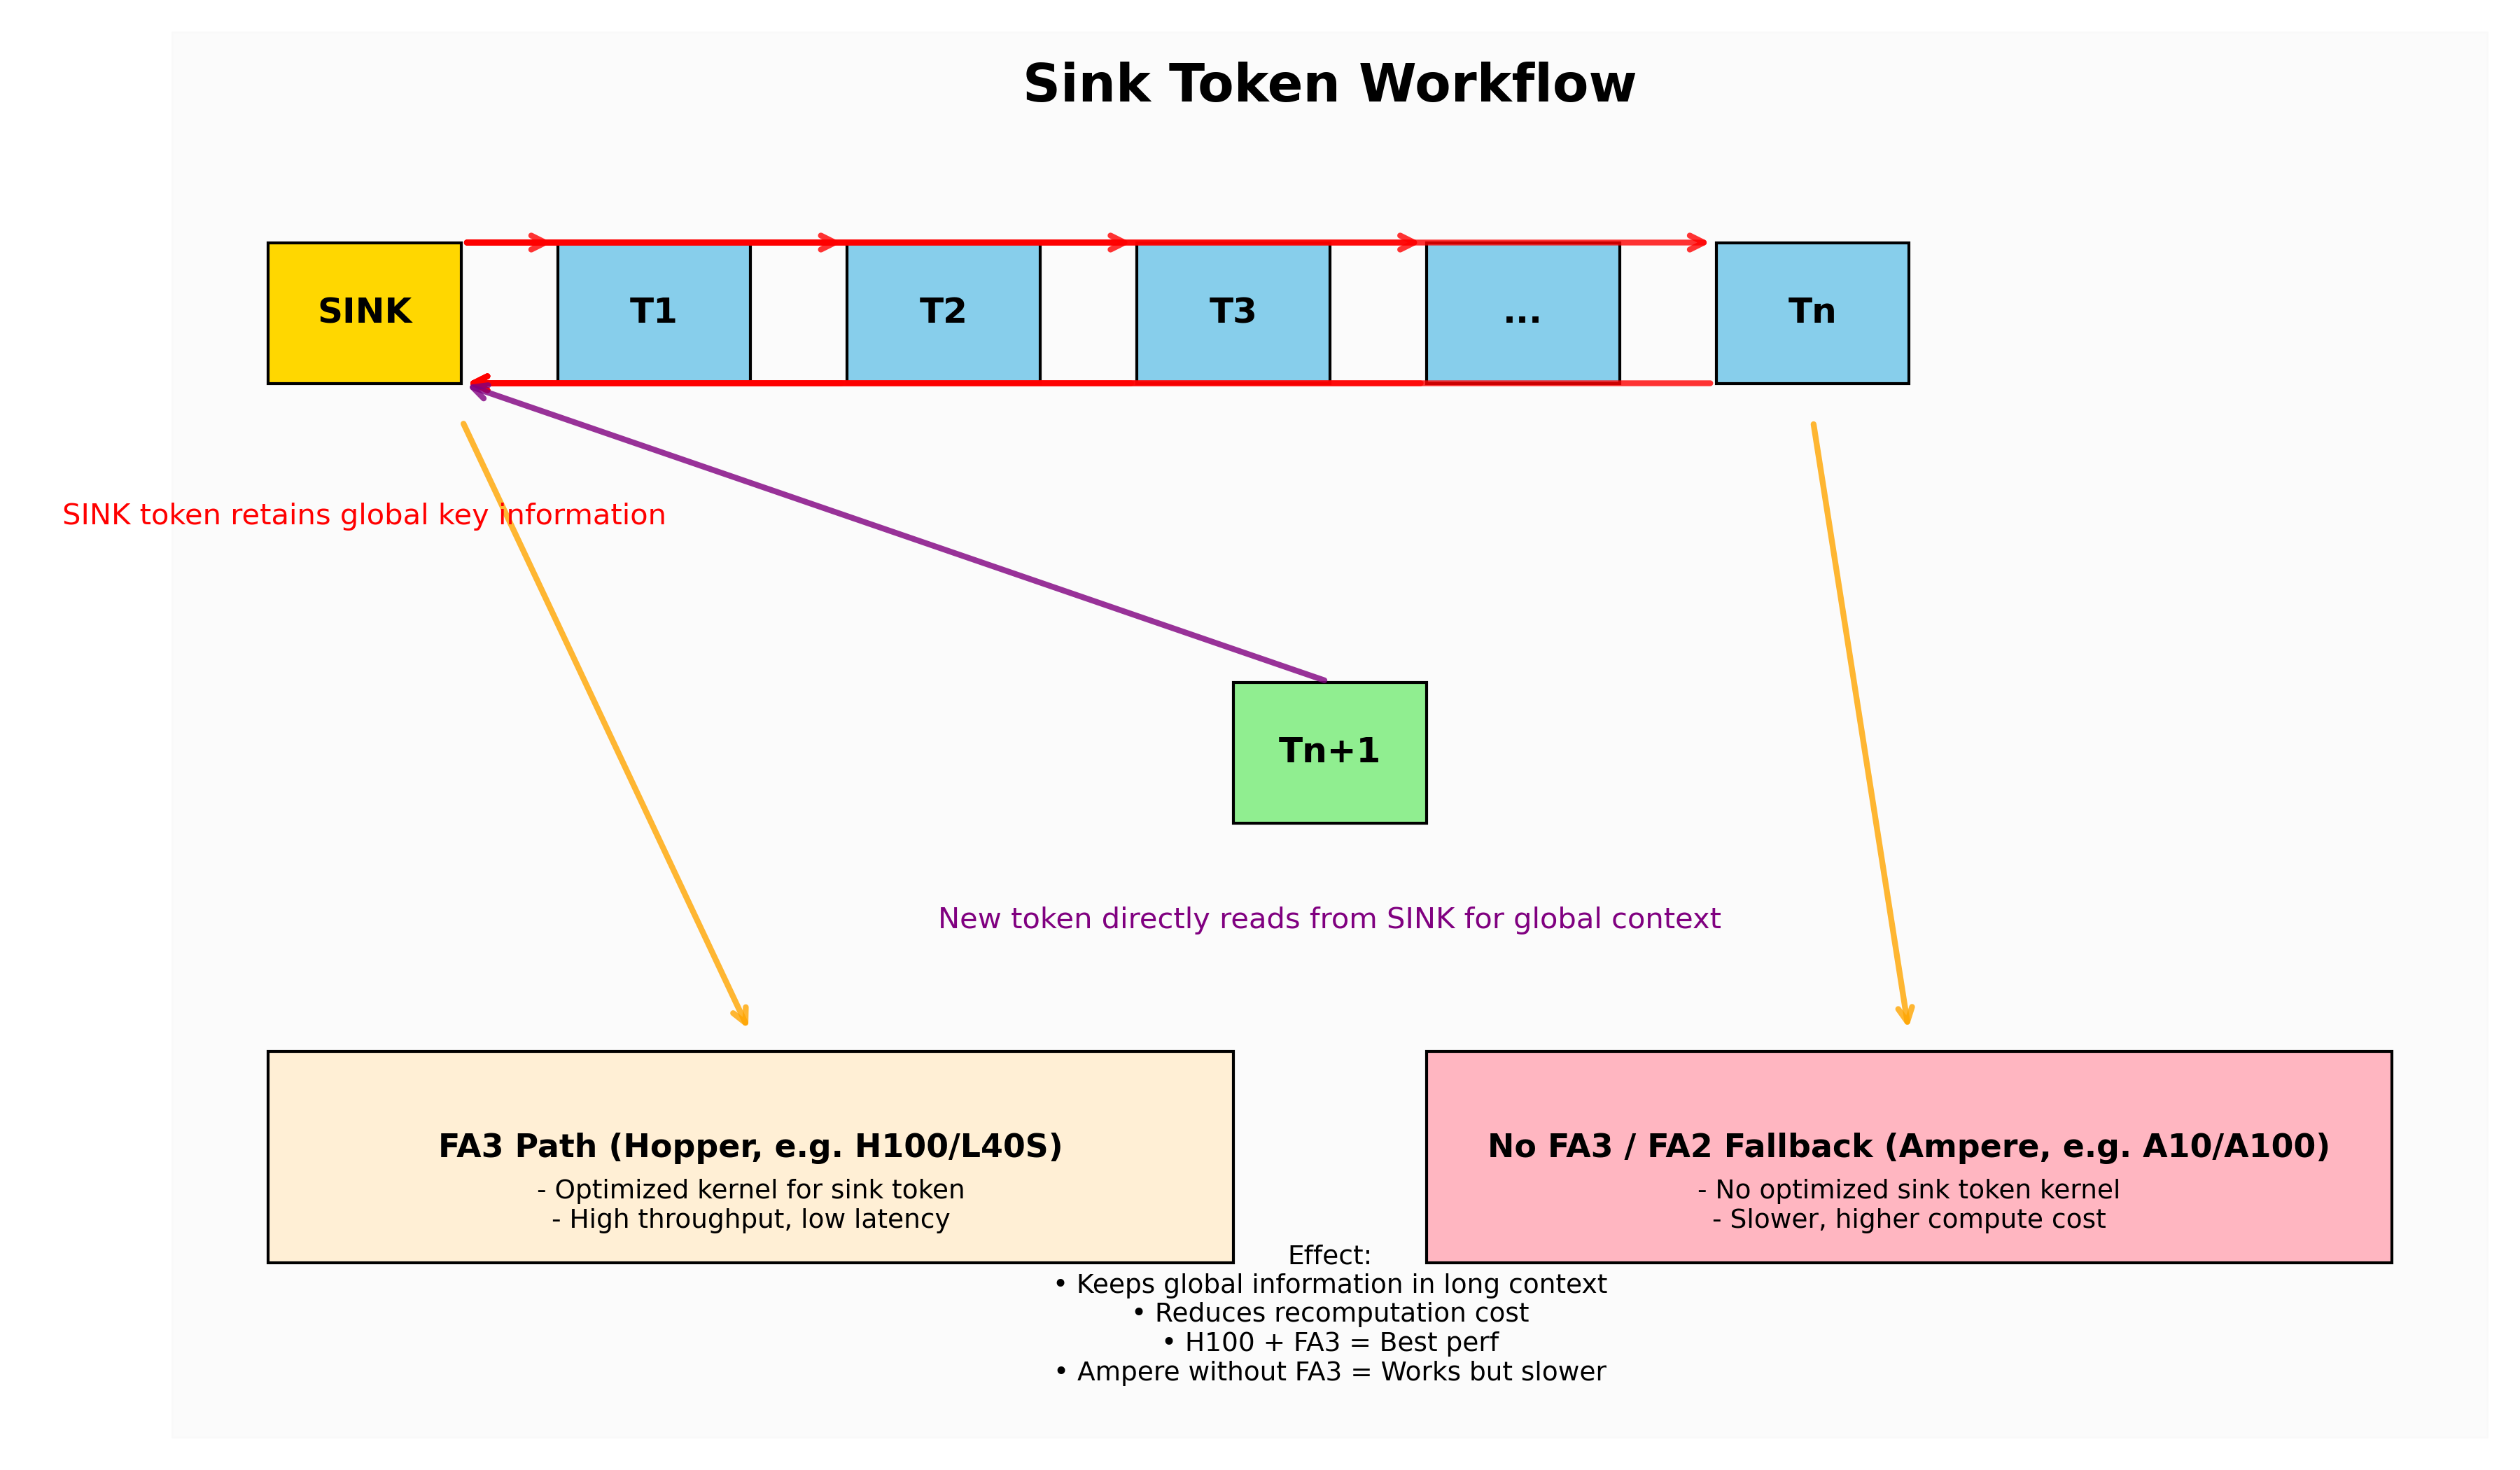 Sink Token Workflow
SINK
T1
T2
T3
...
Tn
SINK token retains global key information
Tn+1
New token directly reads from SINK for global context
FA3 Path (Hopper, e.g. H100/L40S)
- Optimized kernel for sink token
- High throughput, low latency
No FA3 / FA2 Fallback (Ampere, e.g. A10/A100)
- No optimized sink token kernel
- Slower, higher compute cost
Effect:
• Keeps global information in long context
• Reduces recomputation cost
• H100 + FA3 = Best perf
• Ampere without FA3 = Works but slower